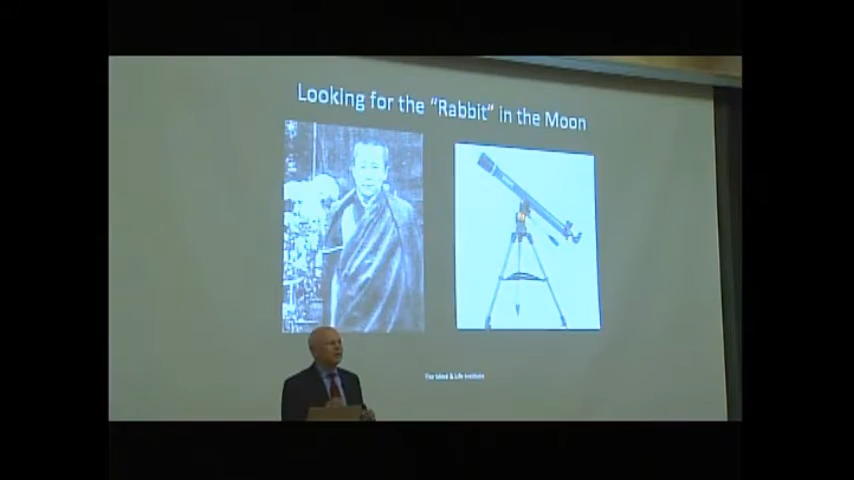 Looking for the “Rabbit” in the Moon
The Mind & Life Institute